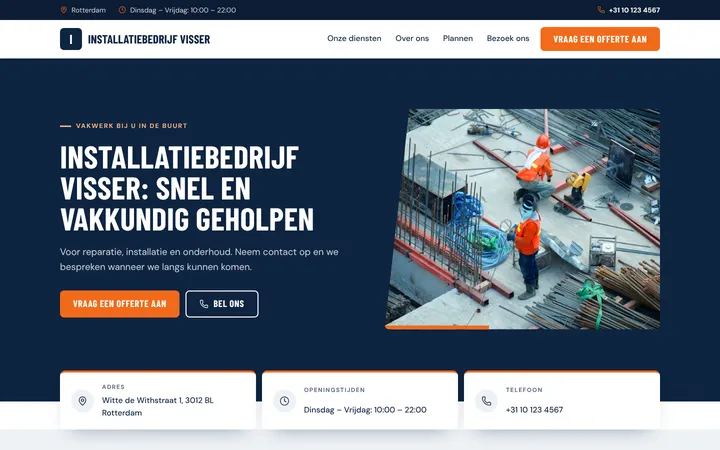 Rotterdam
Dinsdag – Vrijdag: 10:00 – 22:00
+31 10 123 4567
I
INSTALLATIEBEDRIJF VISSER
Onze diensten
Over ons
Plannen
Bezoek ons
VRAAG EEN OFFERTE AAN
VAKWERK BIJ U IN DE BUURT
INSTALLATIEBEDRIJF
VISSER: SNEL EN
VAKKUNDIG GEHOLPEN
Voor reparatie, installatie en onderhoud. Neem contact op en we
bespreken wanneer we langs kunnen komen.
VRAAG EEN OFFERTE AAN
BEL ONS
ADRES
Witte de Withstraat 1, 3012 BL
Rotterdam
OPENINGSTIJDEN
Dinsdag – Vrijdag: 10:00 – 22:00
TELEFOON
+31 10 123 4567